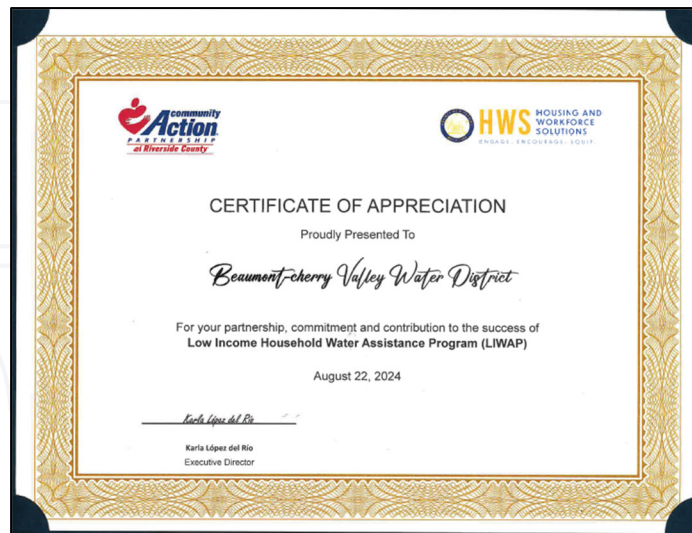 community
Action
PARTNERSHIP
of Riverside County
HWS
HOUSING AND
WORKFORCE
SOLUTIONS
ENGAGE. ENCOURAGE. EQUIP.
CERTIFICATE OF APPRECIATION
Proudly Presented To
Beaumont-cherry Valley Water District
For your partnership, commitment and contribution to the success of
Low Income Household Water Assistance Program (LIWAP)
August 22, 2024
Karla López del Río
Karla López del Río
Executive Director